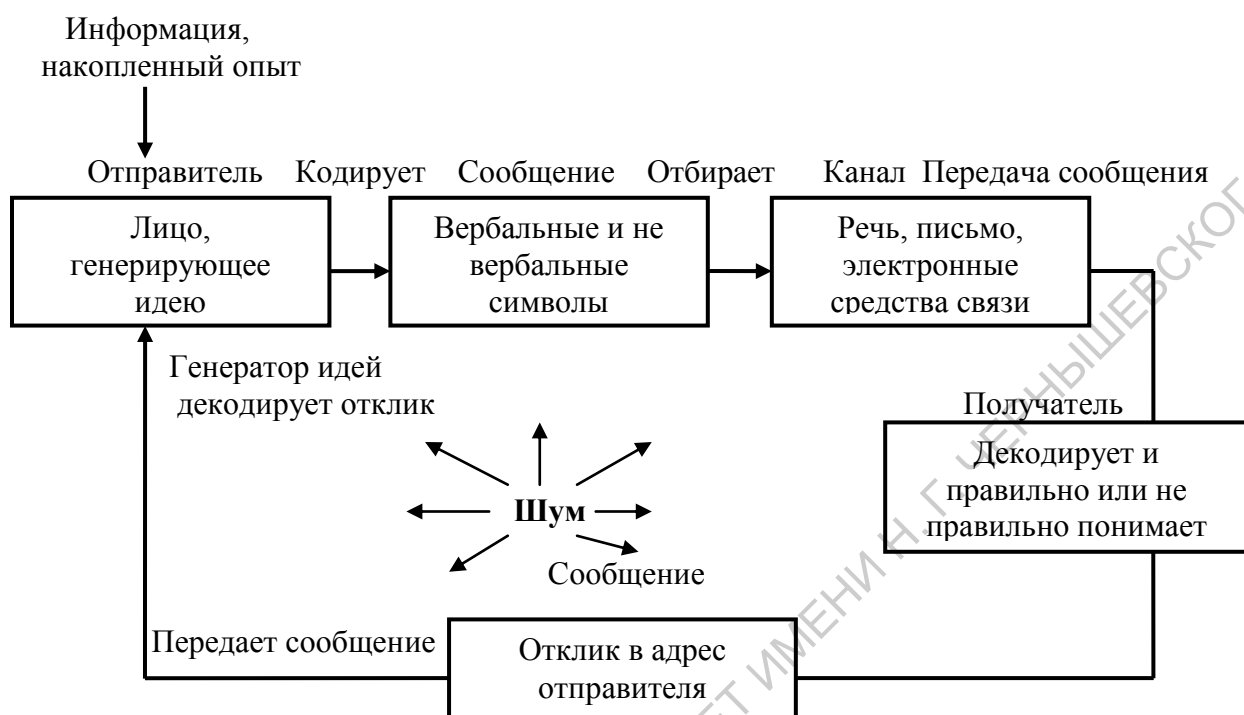 Информация,
накопленный опыт
Отправитель Кодирует Сообщение Отбирает Канал Передача сообщения
Лицо,
генерирующее
идею
Вербальные и не
вербальные
символы
Речь, письмо,
электронные
средства связи
Генератор идей
декодирует отклик
Получатель
Декодирует и
правильно или не
правильно понимает
Шум
Сообщение
Передает сообщение
Отклик в адрес
отправителя
ИМЕНИ Н. Г. ЧЕРНЫШЕВСКОГ